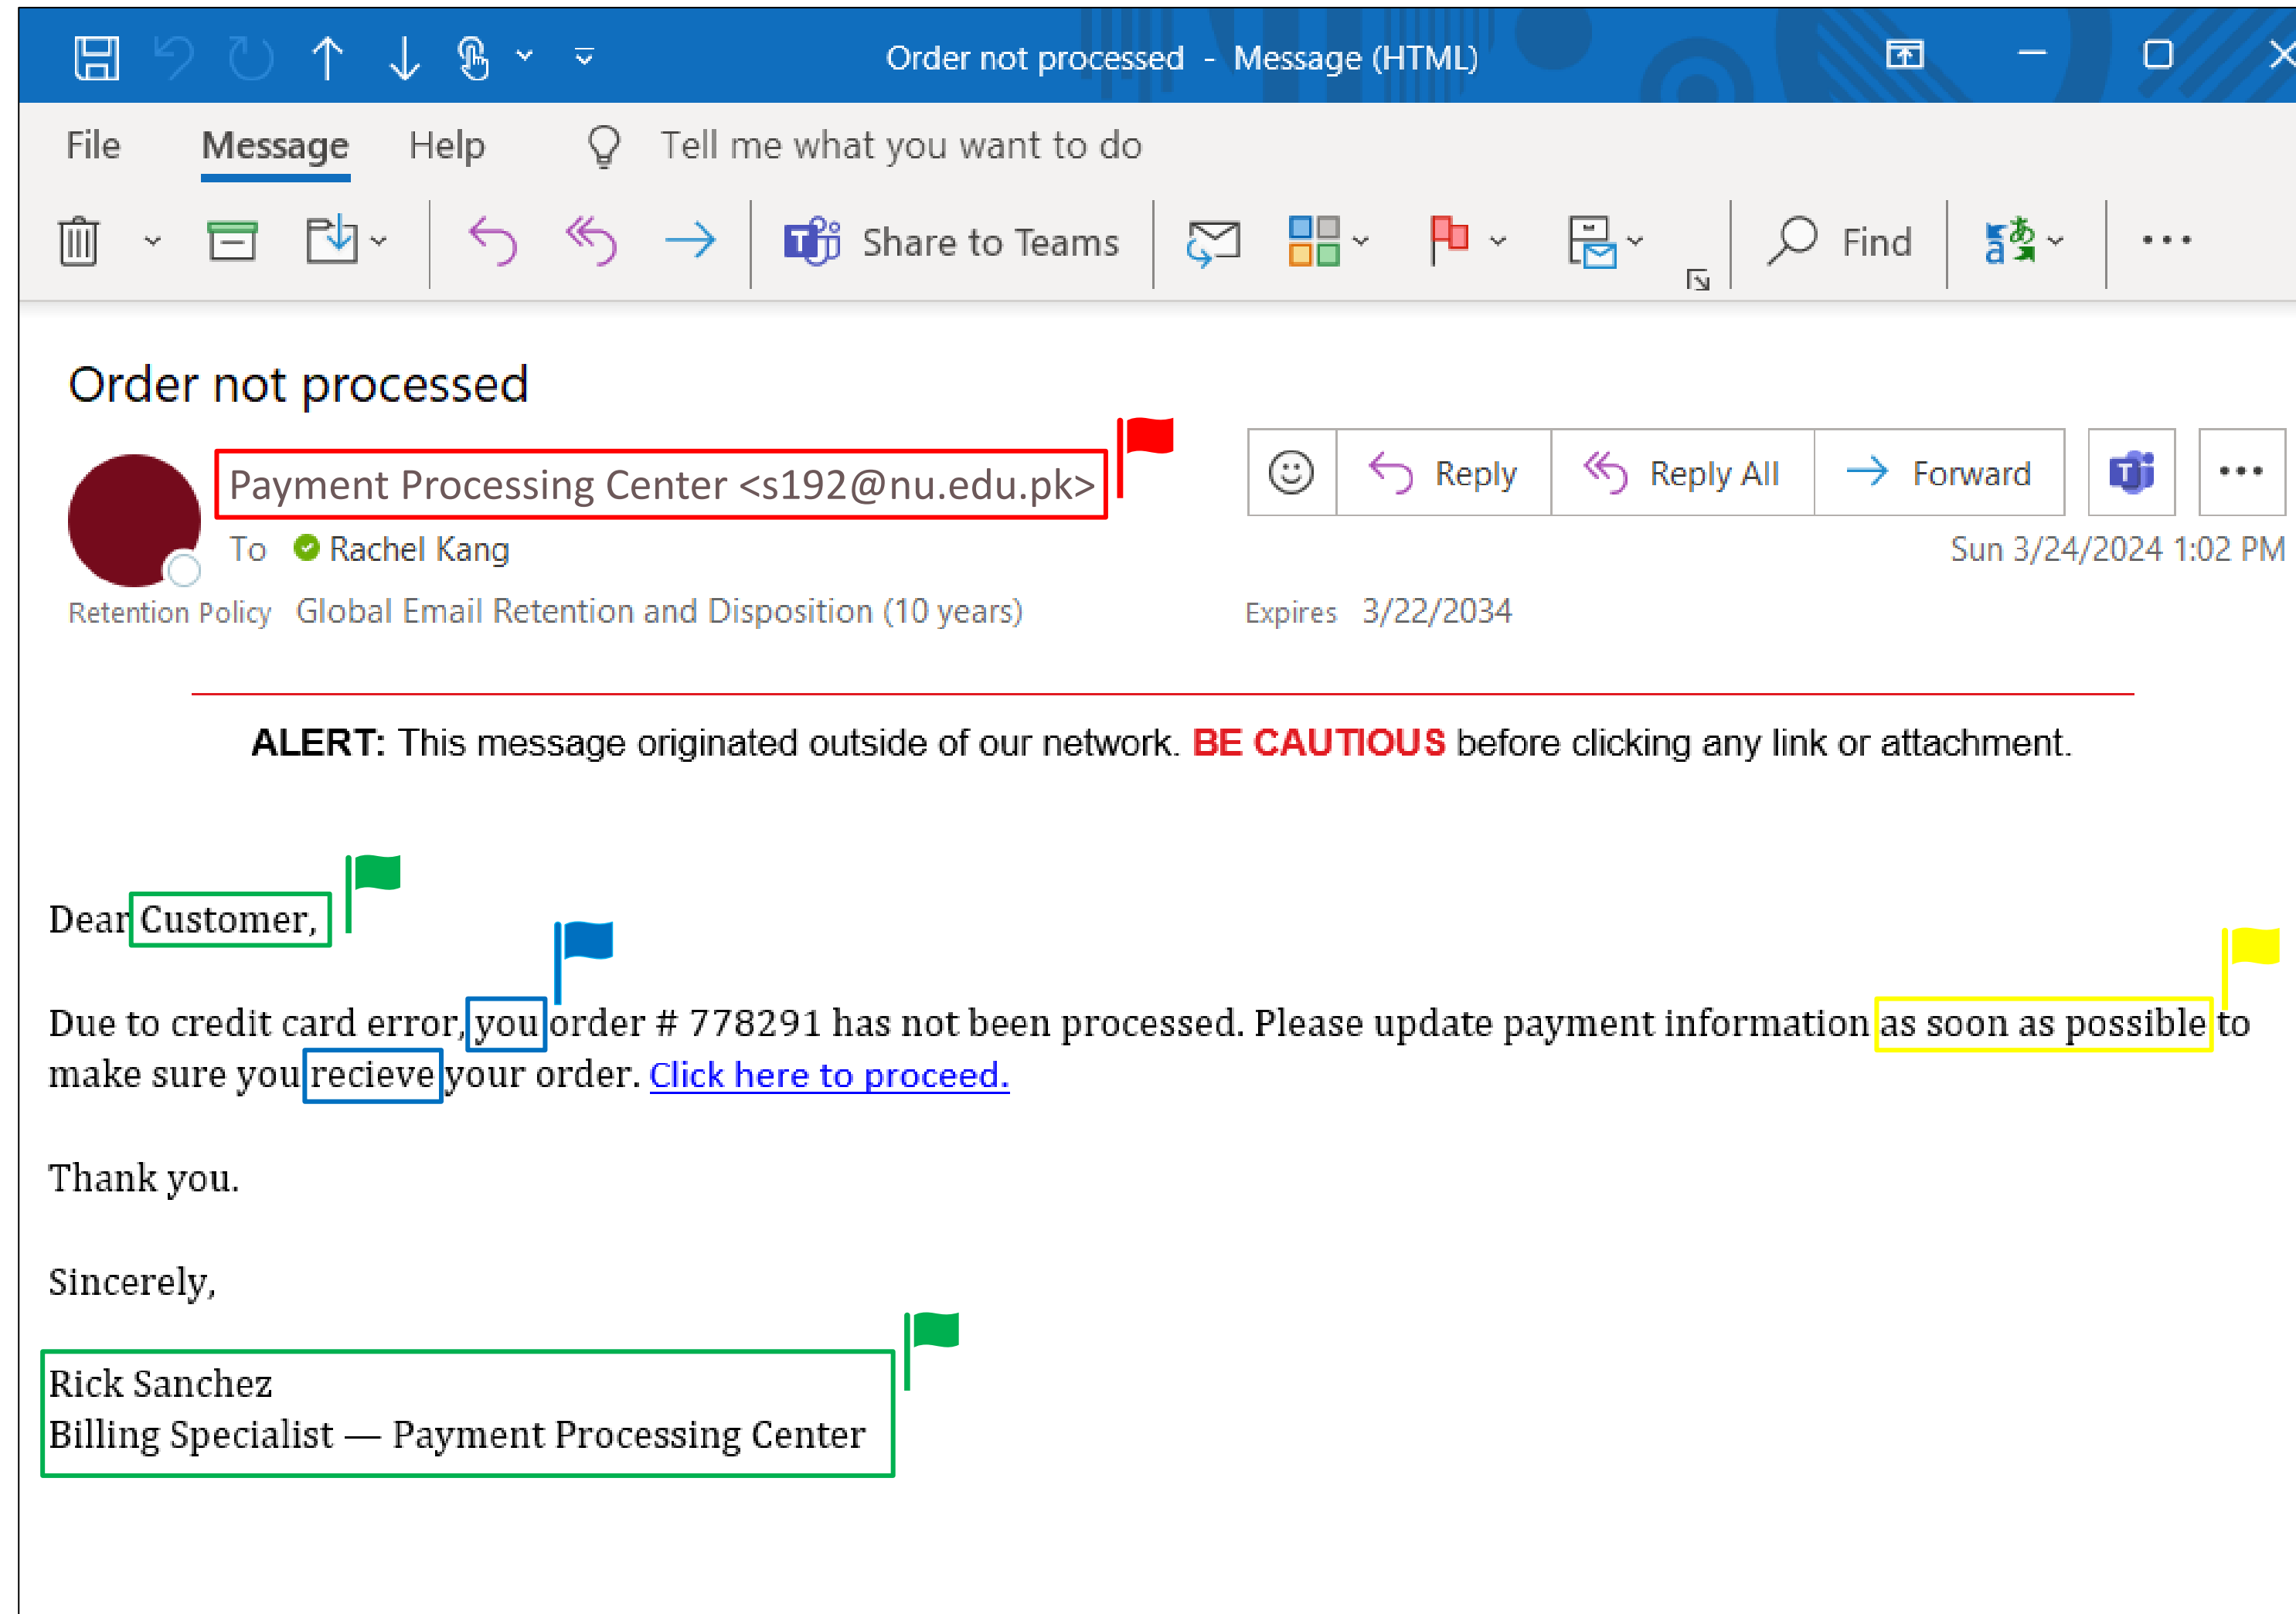 Order not processed - Message (HTML)
File Message Help Tell me what you want to do
Share to Teams Find
Order not processed
Payment Processing Center <s192@nu.edu.pk>
Reply Reply All Forward
To Rachel Kang
Sun 3/24/2024 1:02 PM
Retention Policy Global Email Retention and Disposition (10 years) Expires 3/22/2034
ALERT: This message originated outside of our network. BE CAUTIOUS before clicking any link or attachment.
Dear Customer,
Due to credit card error, you order # 778291 has not been processed. Please update payment information as soon as possible to
make sure you recieve your order. Click here to proceed.
Thank you.
Sincerely,
Rick Sanchez
Billing Specialist — Payment Processing Center